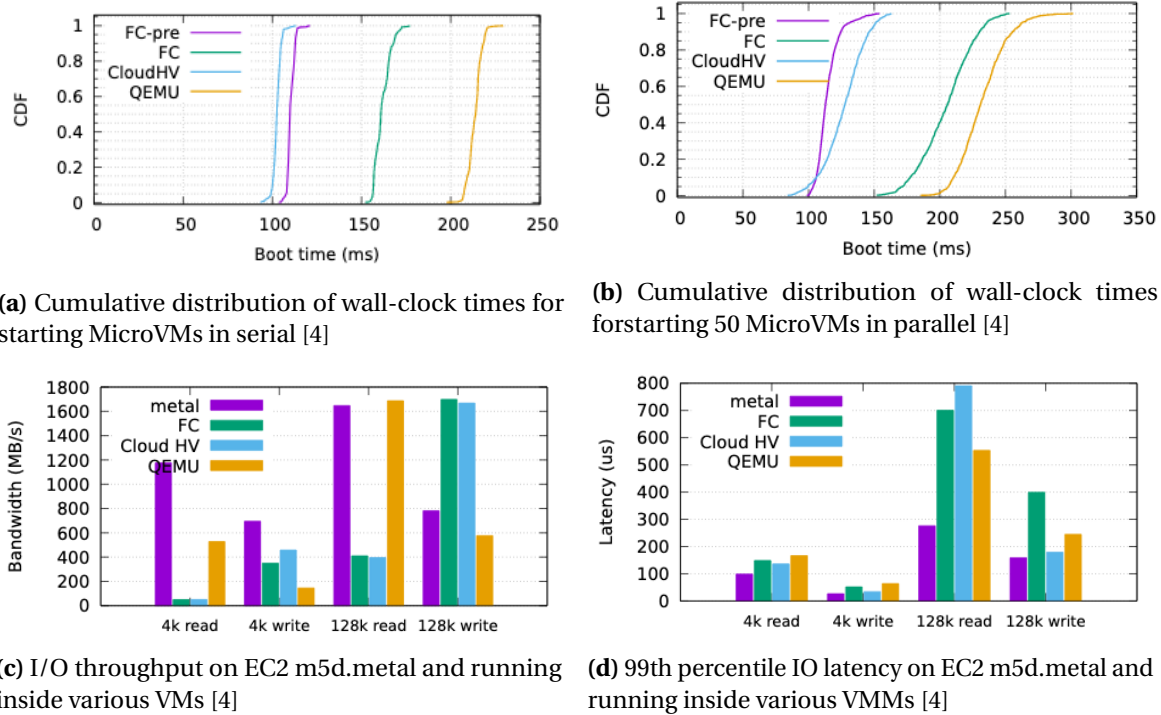 FC-pre
FC
CloudHV
QEMU
CDF
1
0.8
0.6
0.4
0.2
0
0 50 100 150 200 250
Boot time (ms)
(a) Cumulative distribution of wall-clock times for
starting MicroVMs in serial [4]
FC-pre
FC
CloudHV
QEMU
CDF
1
0.8
0.6
0.4
0.2
0
0 50 100 150 200 250 300 350
Boot time (ms)
(b) Cumulative distribution of wall-clock times
forstarting 50 MicroVMs in parallel [4]
metal
FC
Cloud HV
QEMU
Bandwidth (MB/s)
1800
1600
1400
1200
1000
800
600
400
200
0
4k read 4k write 128k read 128k write
(c) I/O throughput on EC2 m5d.metal and running
inside various VMs [4]
metal
FC
Cloud HV
QEMU
Latency (us)
800
700
600
500
400
300
200
100
0
4k read 4k write 128k read 128k write
(d) 99th percentile IO latency on EC2 m5d.metal and
running inside various VMMs [4]